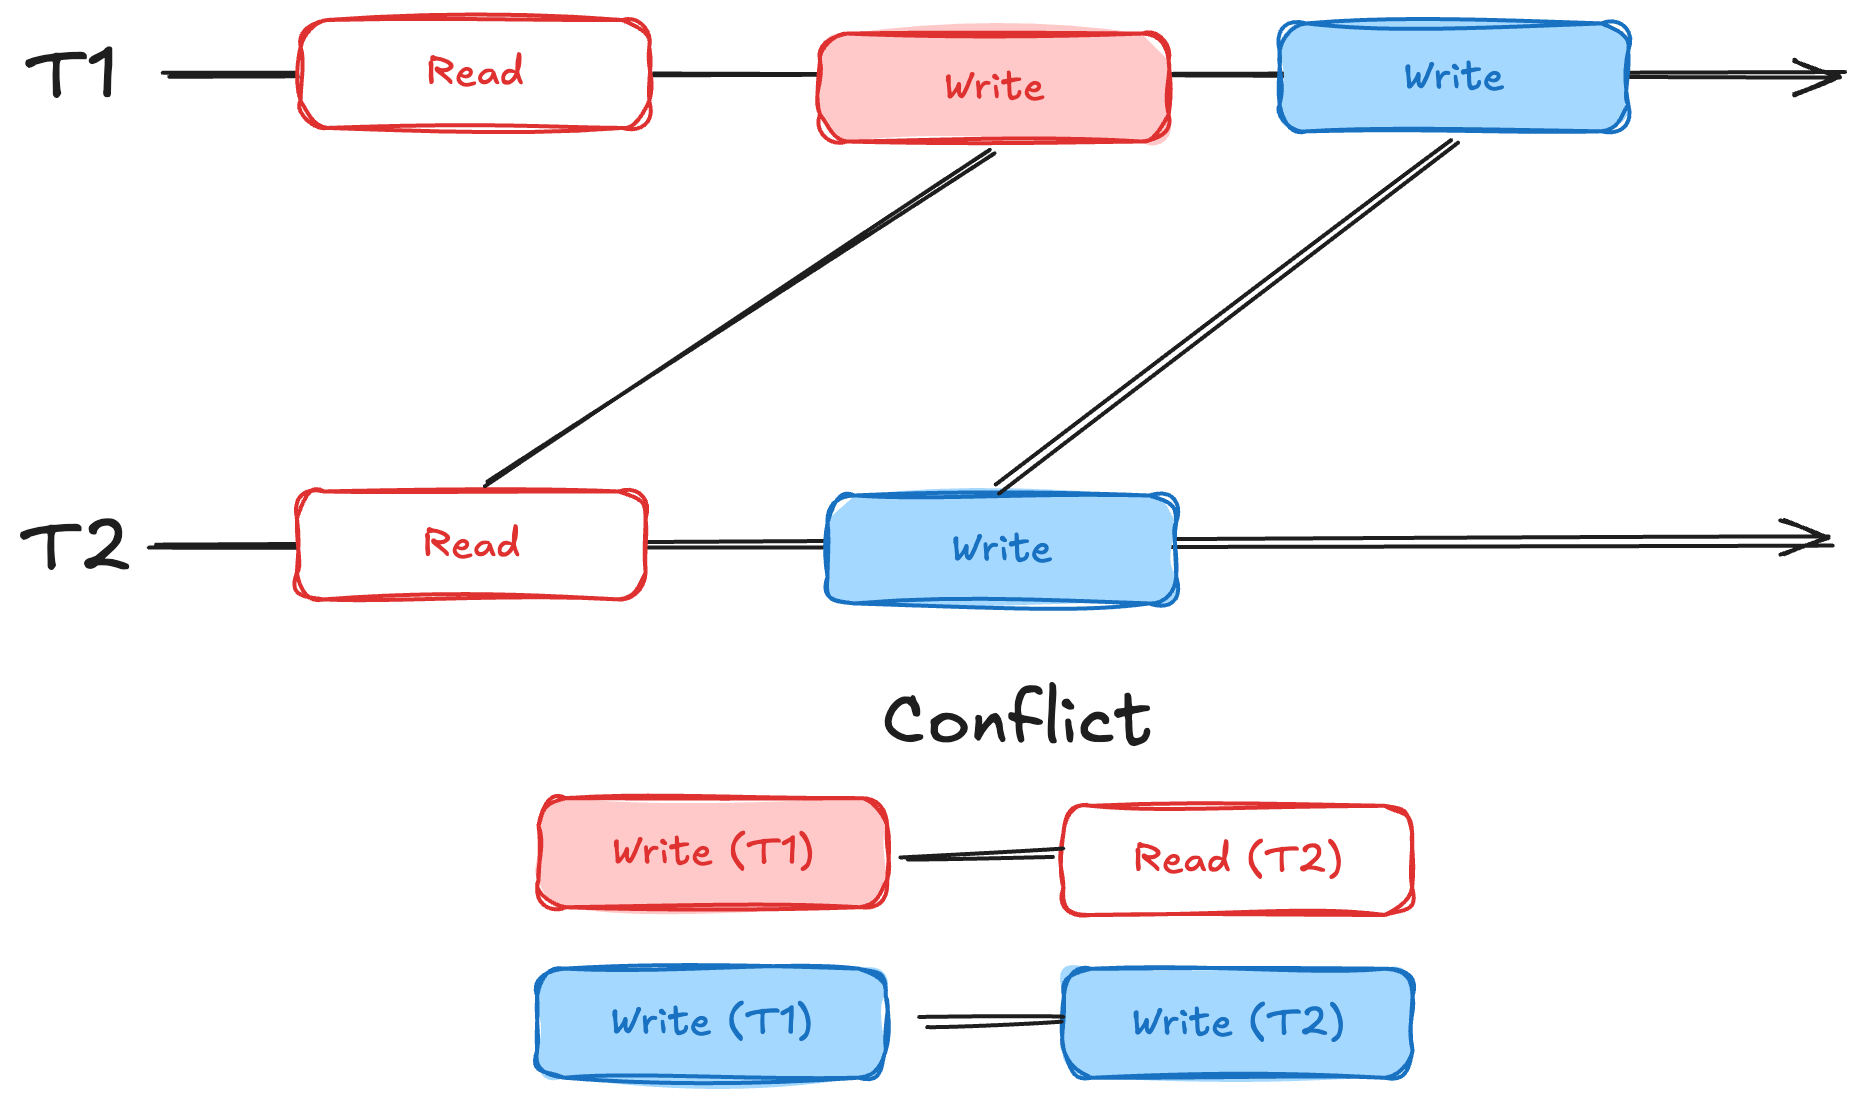 T1
Read
Write
Write
T2
Read
Write
Conflict
Write (T1)
Read (T2)
Write (T1)
Write (T2)